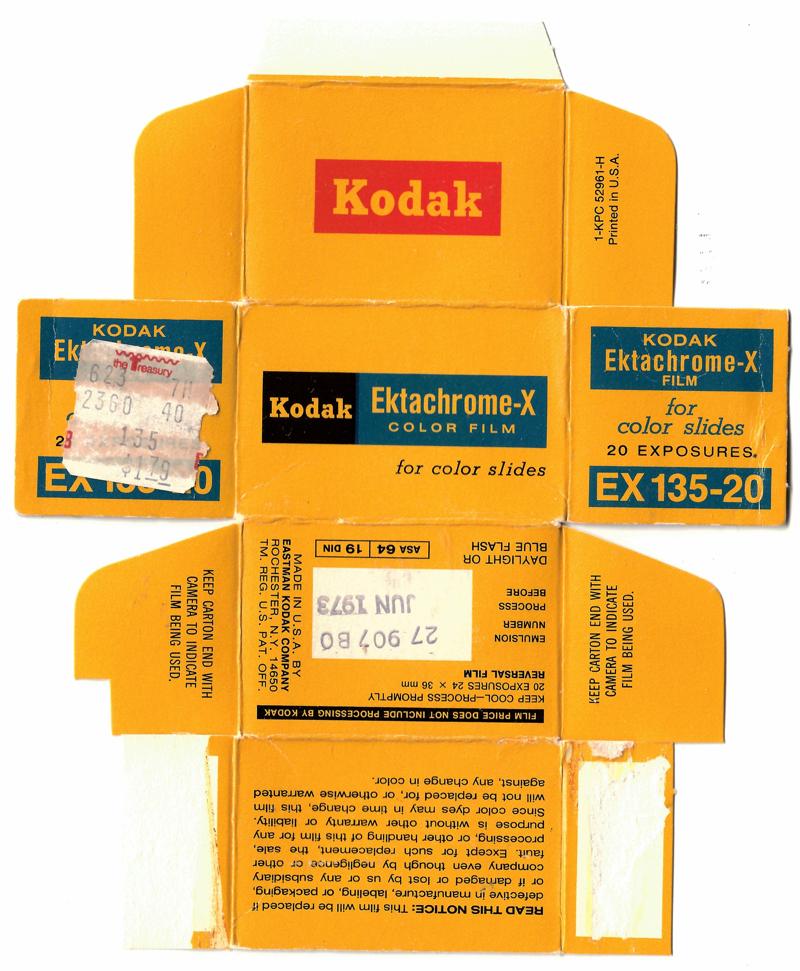 Kodak
1-KPC 52961-H
Printed in U.S.A.
KODAK
the Treasury
623
2360 40
135
$1.79
Kodak
Ektachrome-X
COLOR FILM
for color slides
KODAK
Ektachrome-X
FILM
for
color slides
20 EXPOSURES
EX 135-20
KEEP CARTON END WITH
CAMERA TO INDICATE
FILM BEING USED.
FILM PRICE DOES NOT INCLUDE PROCESSING BY KODAK
KEEP COOL—PROCESS PROMPTLY
20 EXPOSURES 24 × 36 mm
REVERSAL FILM
EMULSION
NUMBER
27 907 BO
PROCESS
BEFORE
JUN 1973
DAYLIGHT OR
BLUE FLASH
ASA 64 19 DIN
MADE IN U.S.A. BY
EASTMAN KODAK COMPANY
ROCHESTER, N.Y. 14650
TM. REG. U.S. PAT. OFF.
KEEP CARTON END WITH
CAMERA TO INDICATE
FILM BEING USED.
READ THIS NOTICE: This film will be replaced if
defective in manufacture, labeling, or packaging,
or if damaged or lost by us or any subsidiary
company even though by negligence or other
fault. Except for such replacement, the sale,
processing, or other handling of this film for any
purpose is without other warranty or liability.
Since color dyes may in time change, this film
will not be replaced for, or otherwise warranted
against, any change in color.